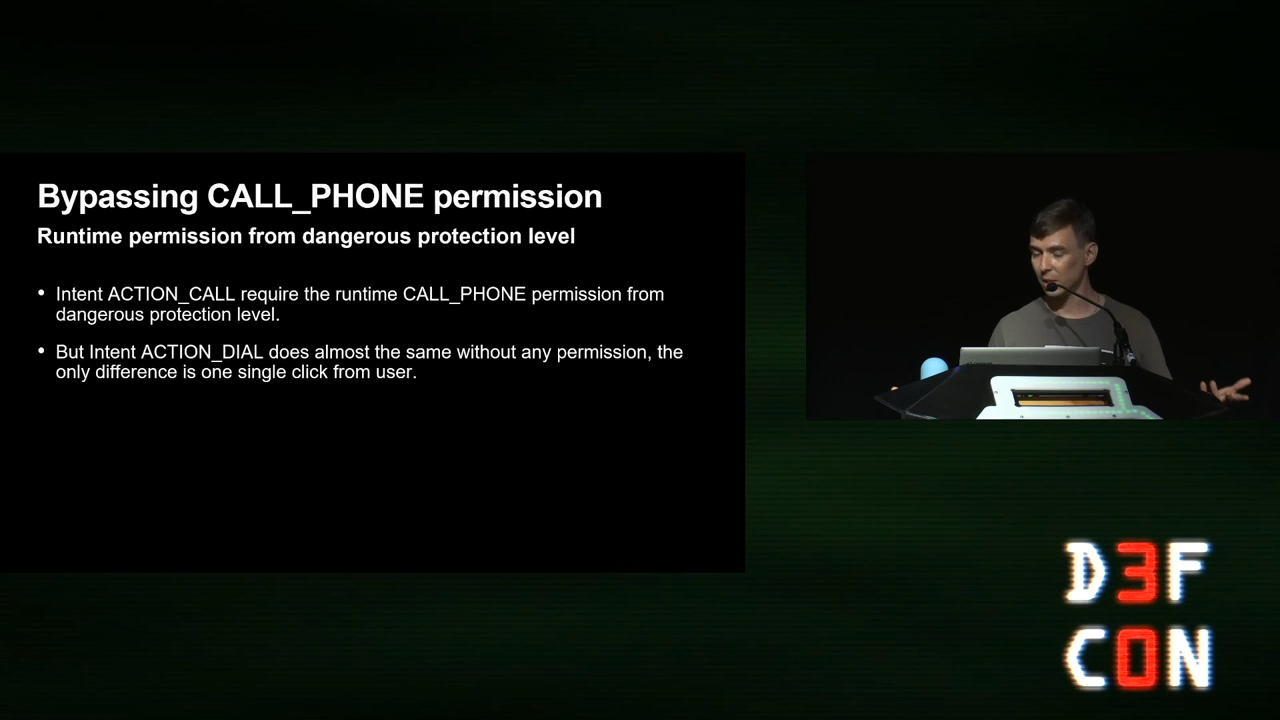 Bypassing CALL_PHONE permission
Runtime permission from dangerous protection level
• Intent ACTION_CALL require the runtime CALL_PHONE permission from
dangerous protection level.
• But Intent ACTION_DIAL does almost the same without any permission, the
only difference is one single click from user.
D3F
C0N